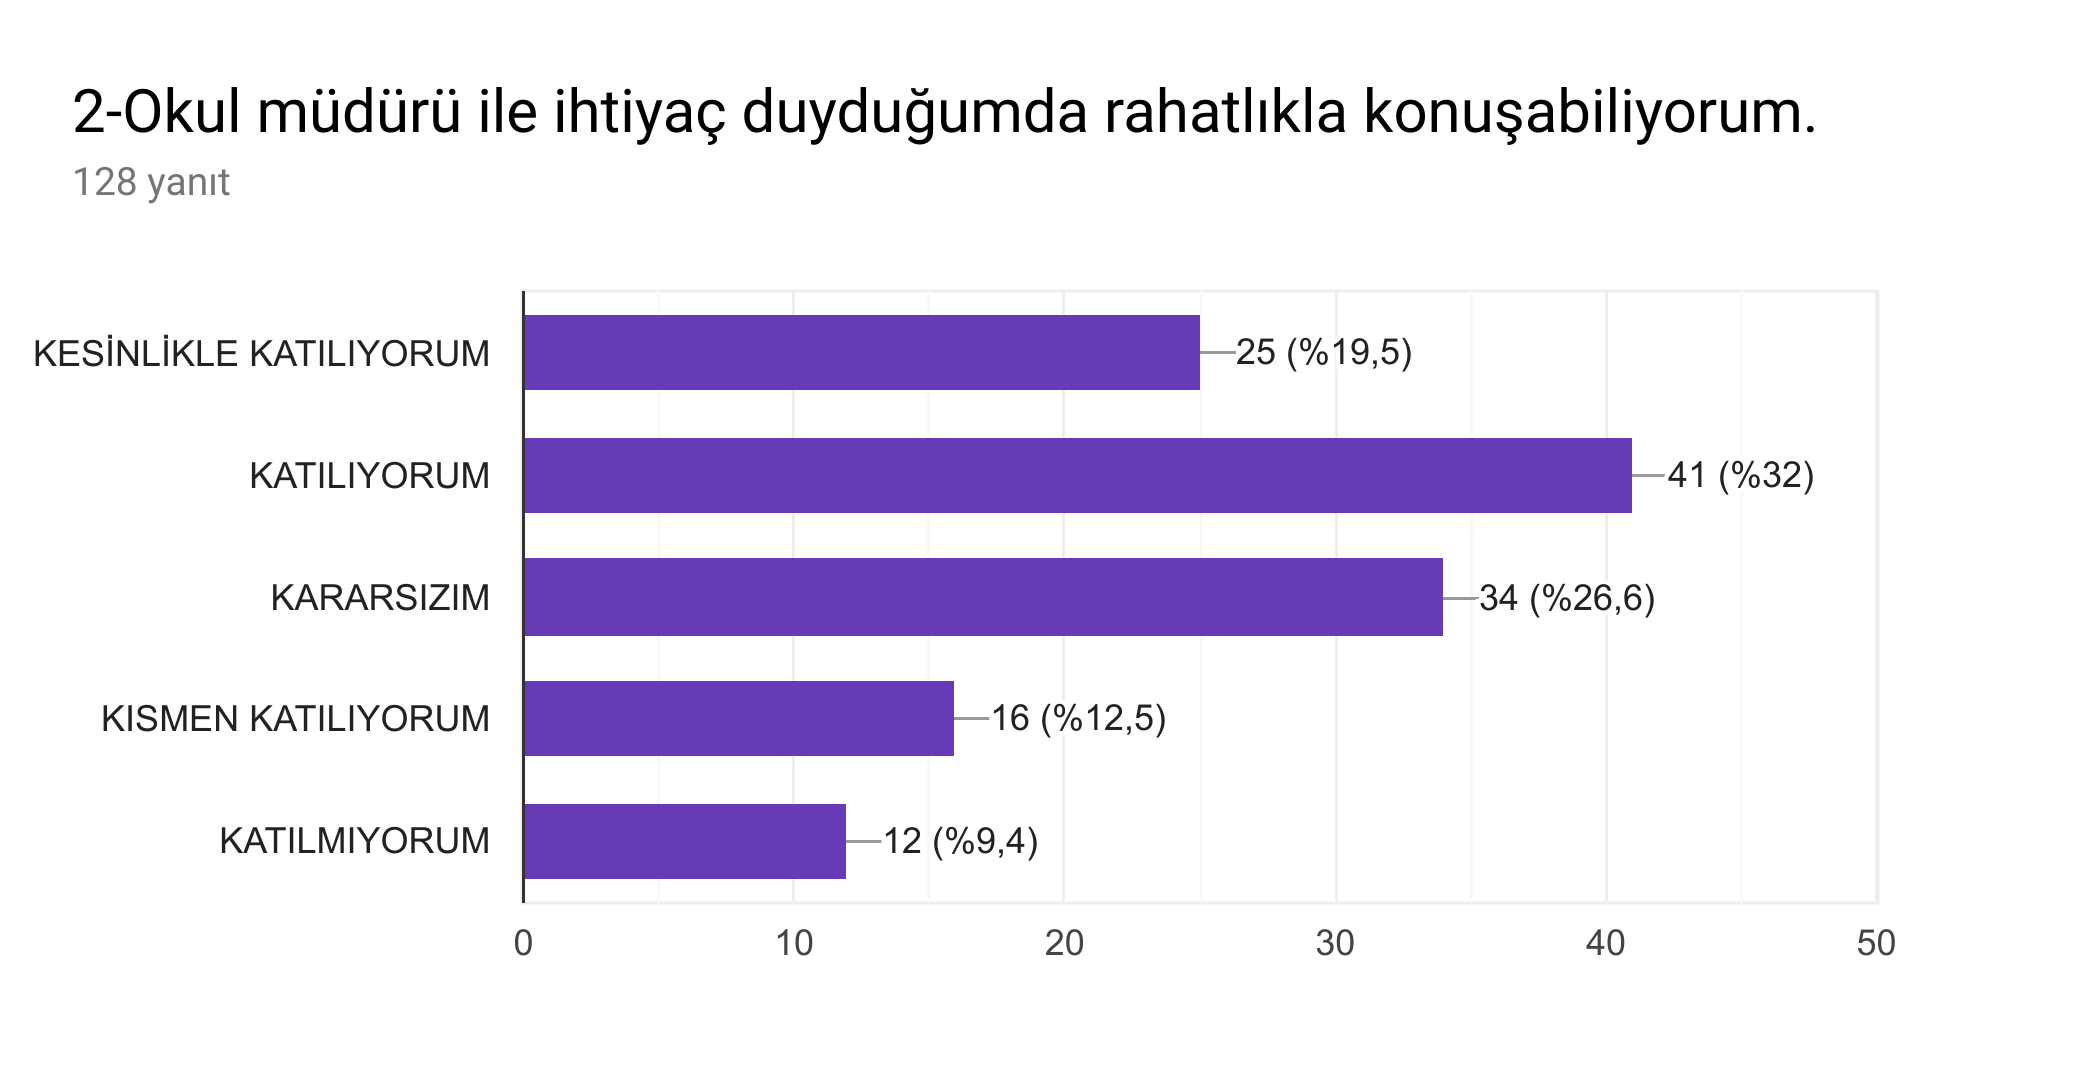 2-Okul müdürü ile ihtiyaç duyduğumda rahatlıkla konuşabiliyorum.
128 yanıt
KESİNLİKLE KATILIYORUM 25 (%19,5)
KATILIYORUM 41 (%32)
KARARSIZIM 34 (%26,6)
KISMEN KATILIYORUM 16 (%12,5)
KATILMIYORUM 12 (%9,4)
0 10 20 30 40 50